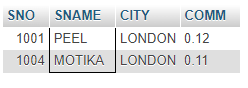 SNO SNAME CITY COMM
1001 PEEL LONDON 0.12
1004 MOTIKA LONDON 0.11